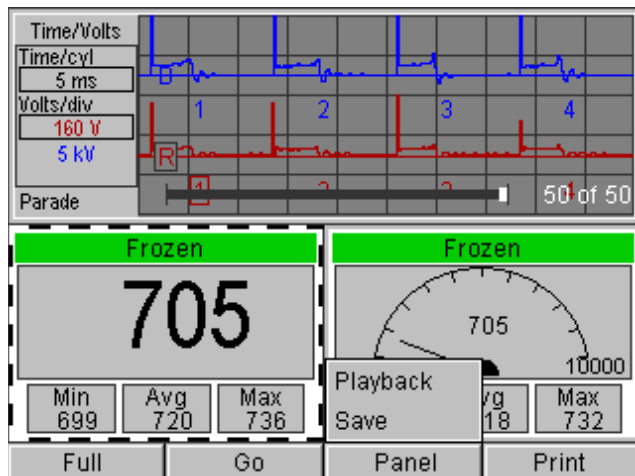 Time/Volts
Time/cyl
5 ms
Volts/div
160 V
5 kV
Parade
D
1 2 3 4
R
1
50 of 50
Frozen
705
Min
699
Avg
720
Max
736
Frozen
705
10000
Playback
Save
vg
18
Max
732
Full Go Panel Print